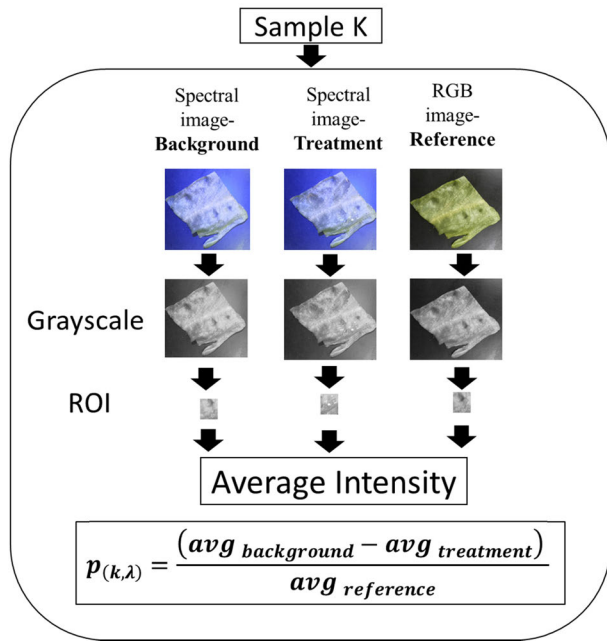 Sample K
Spectral
image-
Background
Spectral
image-
Treatment
RGB
image-
Reference
Grayscale
ROI
Average Intensity
p(k,λ) = (avg background − avg treatment) / avg reference